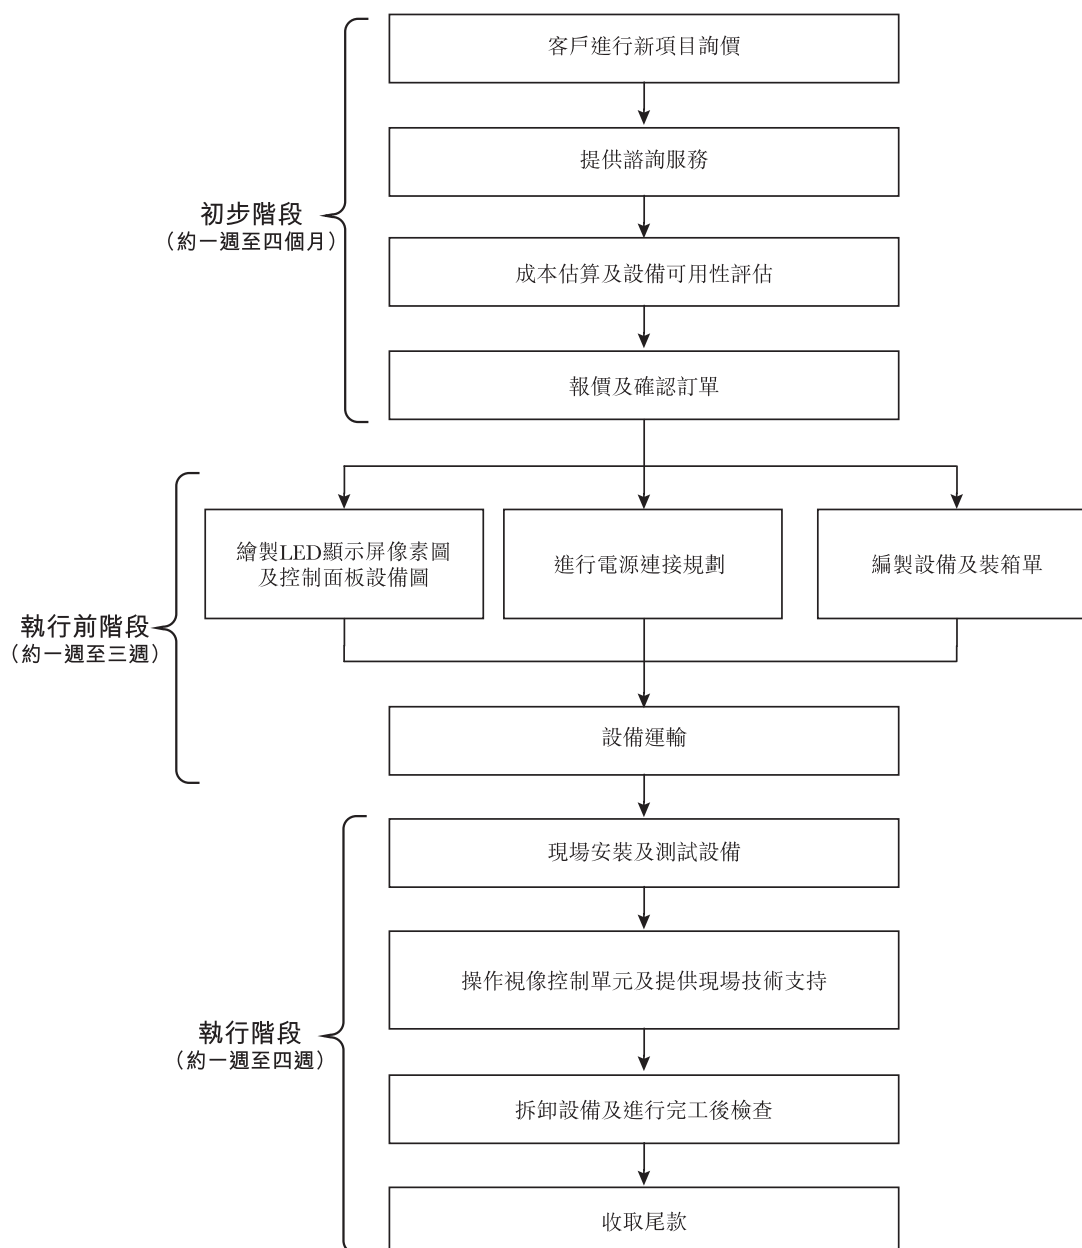 客戶進行新項目詢價
提供諮詢服務
初步階段
（約一週至四個月）
成本估算及設備可用性評估
報價及確認訂單
繪製LED顯示屏像素圖
及控制面板設備圖
進行電源連接規劃
編製設備及裝箱單
執行前階段
（約一週至三週）
設備運輸
現場安裝及測試設備
操作視像控制單元及提供現場技術支持
執行階段
（約一週至四週）
拆卸設備及進行完工後檢查
收取尾款